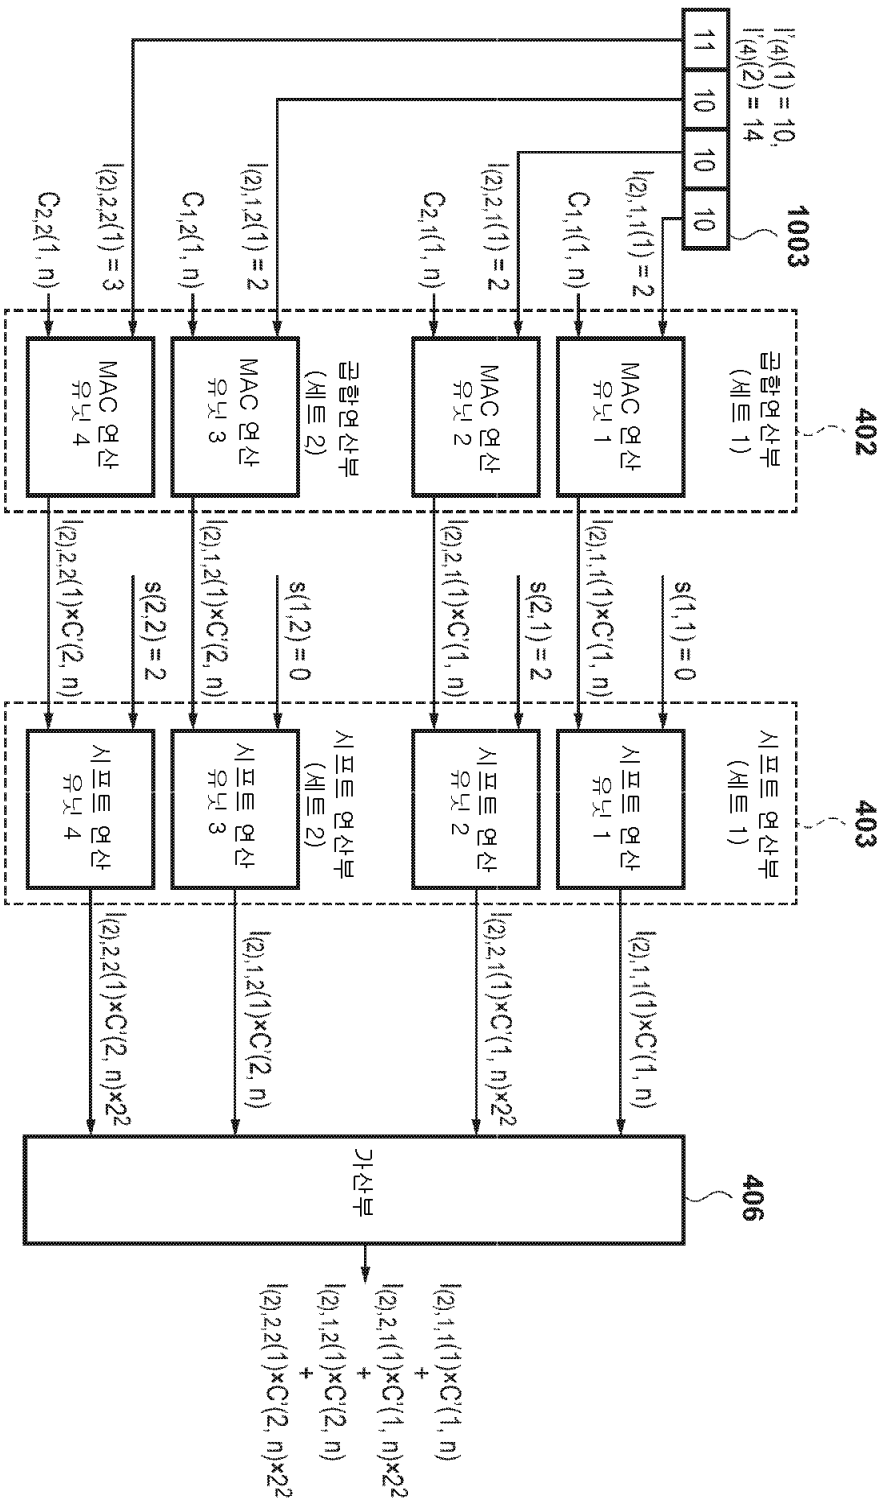 I'(4)(1) = 10,
I'(4)(2) = 14
11 10 10 10
1003
I(2),1,1(1) = 2
C1,1(1, n)
I(2),2,1(1) = 2
C2,1(1, n)
I(2),1,2(1) = 2
C1,2(1, n)
I(2),2,2(1) = 3
C2,2(1, n)
402
곱합연산부
(세트 1)
MAC 연산
유닛 1
MAC 연산
유닛 2
곱합연산부
(세트 2)
MAC 연산
유닛 3
MAC 연산
유닛 4
s(1,1) = 0
I(2),1,1(1)×C'(1, n)
s(2,1) = 2
I(2),2,1(1)×C'(1, n)
s(1,2) = 0
I(2),1,2(1)×C'(2, n)
s(2,2) = 2
I(2),2,2(1)×C'(2, n)
403
시프트 연산부
(세트 1)
시프트 연산
유닛 1
시프트 연산
유닛 2
시프트 연산부
(세트 2)
시프트 연산
유닛 3
시프트 연산
유닛 4
I(2),1,1(1)×C'(1, n)
I(2),2,1(1)×C'(1, n)×2²
I(2),1,2(1)×C'(2, n)
I(2),2,2(1)×C'(2, n)×2²
406
가산부
I(2),1,1(1)×C'(1, n)
+
I(2),2,1(1)×C'(1, n)×2²
+
I(2),1,2(1)×C'(2, n)
+
I(2),2,2(1)×C'(2, n)×2²